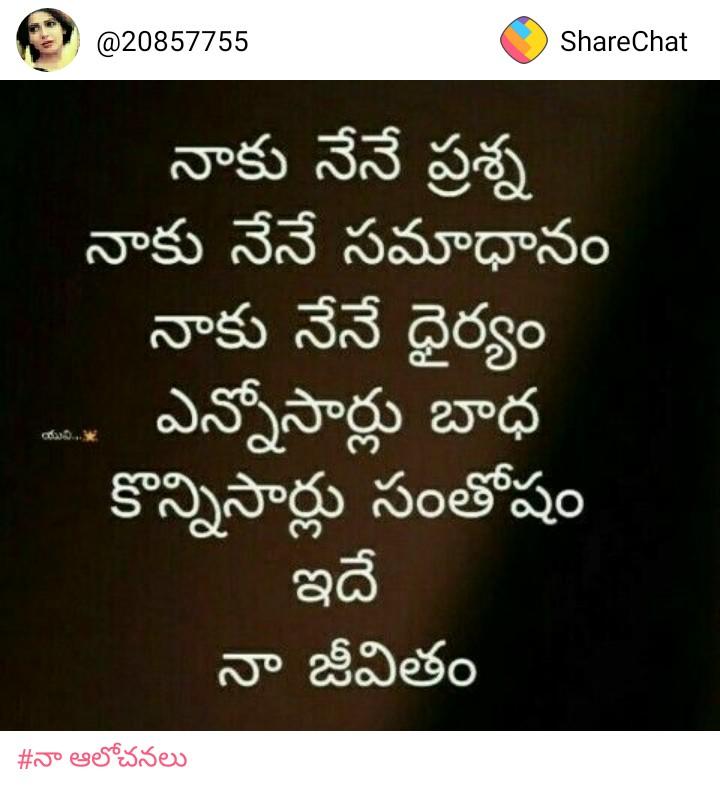 @20857755
ShareChat
నాకు నేనే ప్రశ్న
నాకు నేనే సమాధానం
నాకు నేనే ధైర్యం
ఎన్నోసార్లు బాధ
యువి...
కొన్నిసార్లు సంతోషం
ఇదే
నా జీవితం
#నా ఆలోచనలు